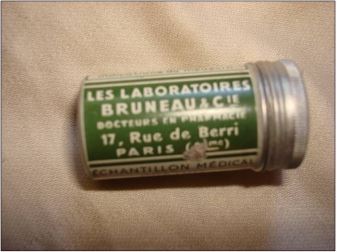 LES LABORATOIRES
BRUNEAU & CIE
DOCTEURS EN PHARMACIE
17, Rue de Berri
PARIS
ÉCHANTILLON MÉDICAL